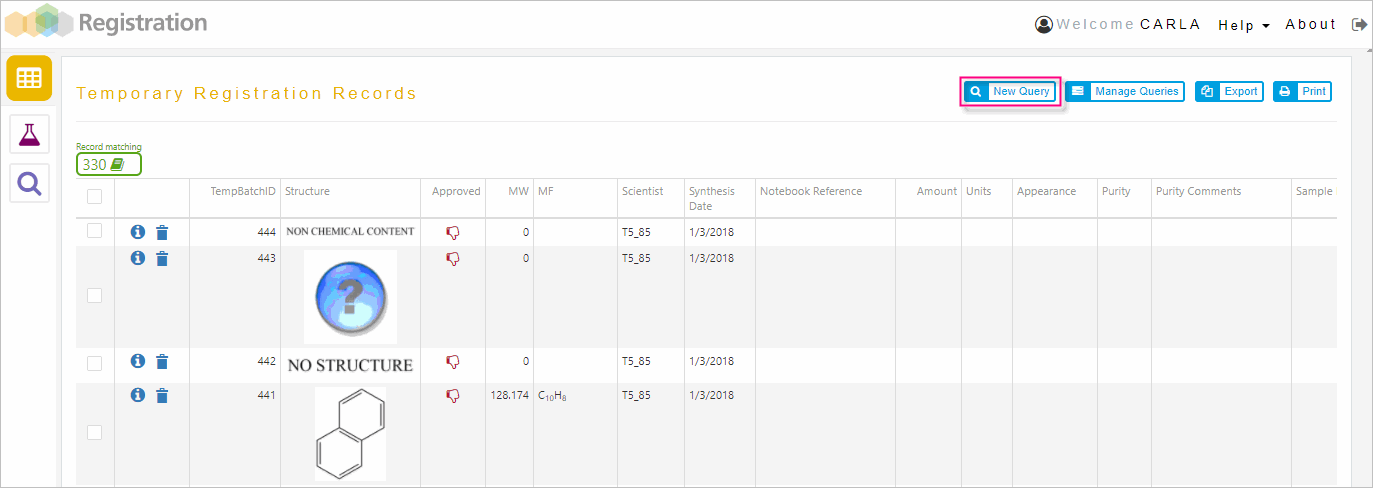 Registration
Welcome CARLA Help About
Temporary Registration Records
New Query Manage Queries Export Print
Record matching
330
TempBatchID Structure Approved MW MF Scientist Synthesis Date Notebook Reference Amount Units Appearance Purity Purity Comments Sample
444 NON CHEMICAL CONTENT 0 T5_85 1/3/2018
443 ? 0 T5_85 1/3/2018
442 NO STRUCTURE 0 T5_85 1/3/2018
441 128.174 C₁₀H₈ T5_85 1/3/2018